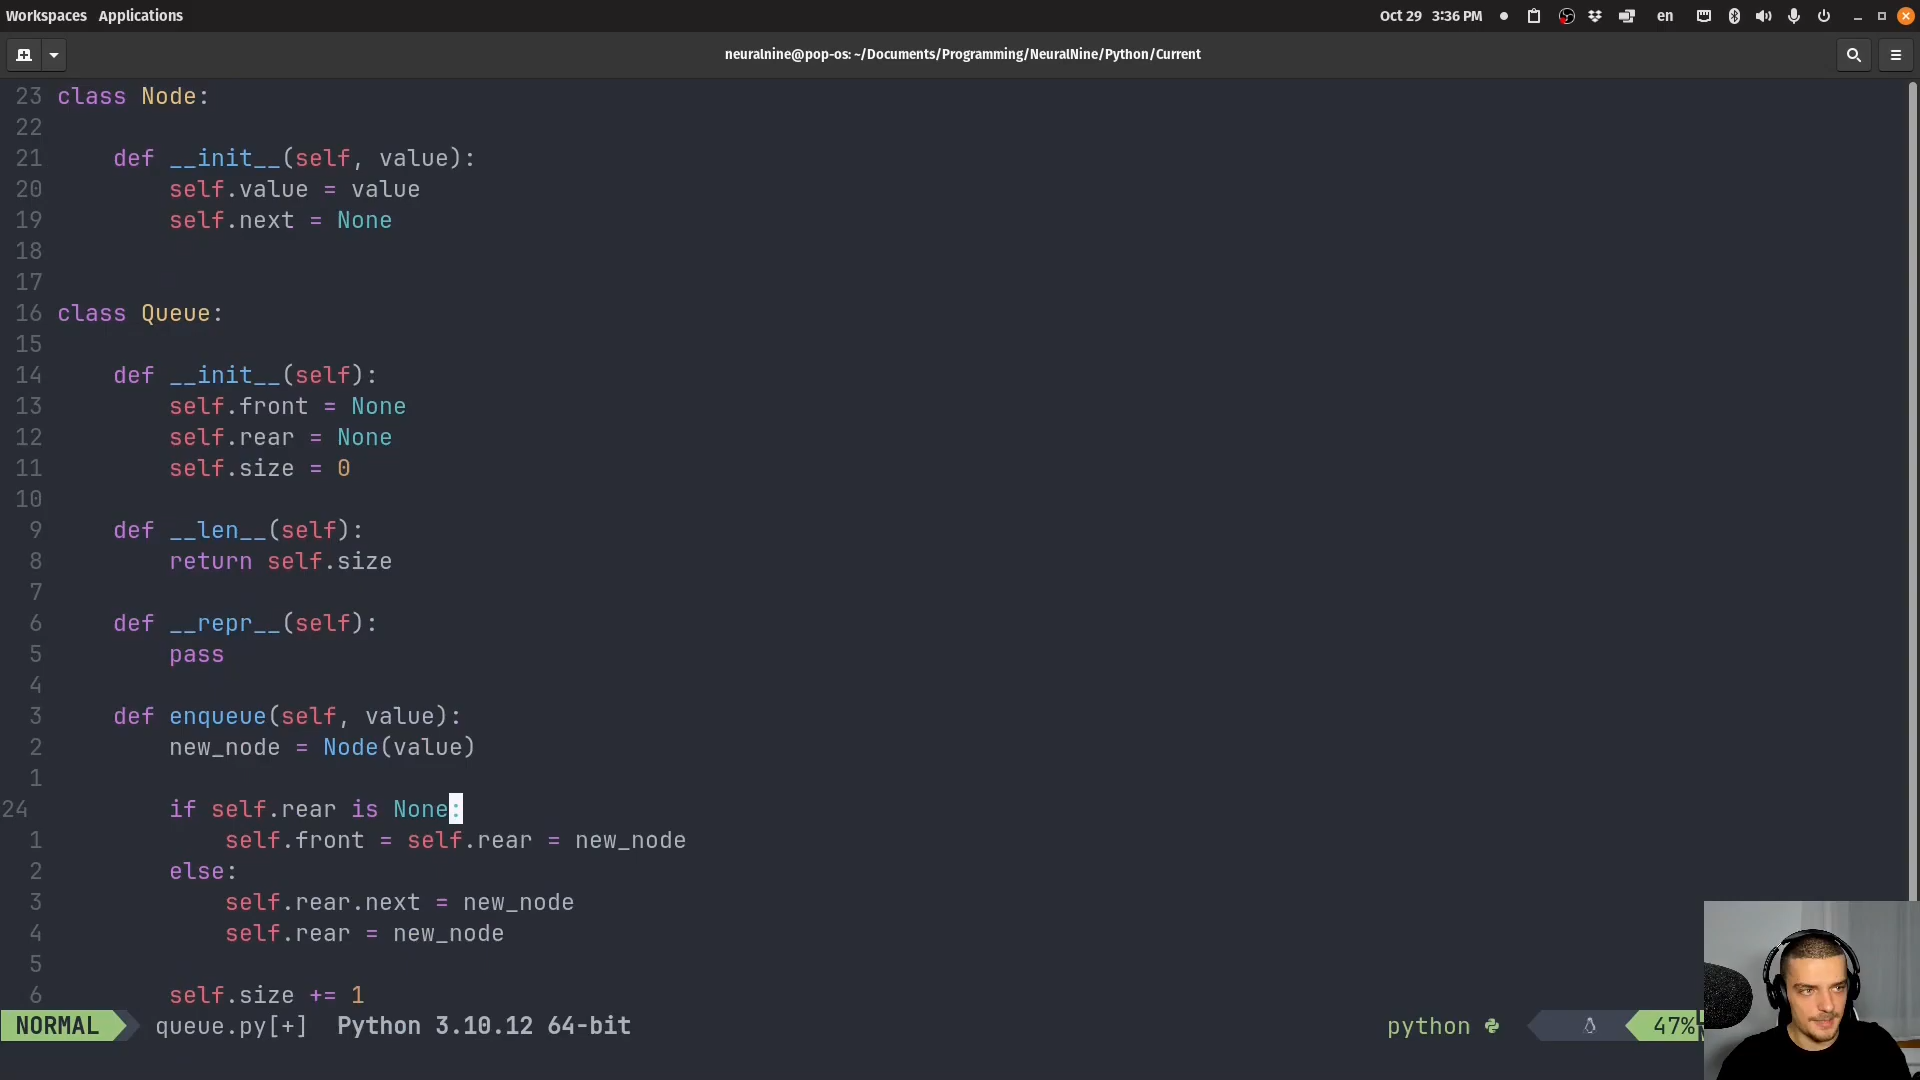 Workspaces Applications Oct 29 3:36 PM en
neuralnine@pop-os: ~/Documents/Programming/NeuralNine/Python/Current
23 class Node:
22
21     def __init__(self, value):
20         self.value = value
19         self.next = None
18
17
16 class Queue:
15
14     def __init__(self):
13         self.front = None
12         self.rear = None
11         self.size = 0
10
9     def __len__(self):
8         return self.size
7
6     def __repr__(self):
5         pass
4
3     def enqueue(self, value):
2         new_node = Node(value)
1
24         if self.rear is None:
1             self.front = self.rear = new_node
2         else:
3             self.rear.next = new_node
4             self.rear = new_node
5
6         self.size += 1
NORMAL queue.py[+] Python 3.10.12 64-bit python 47%